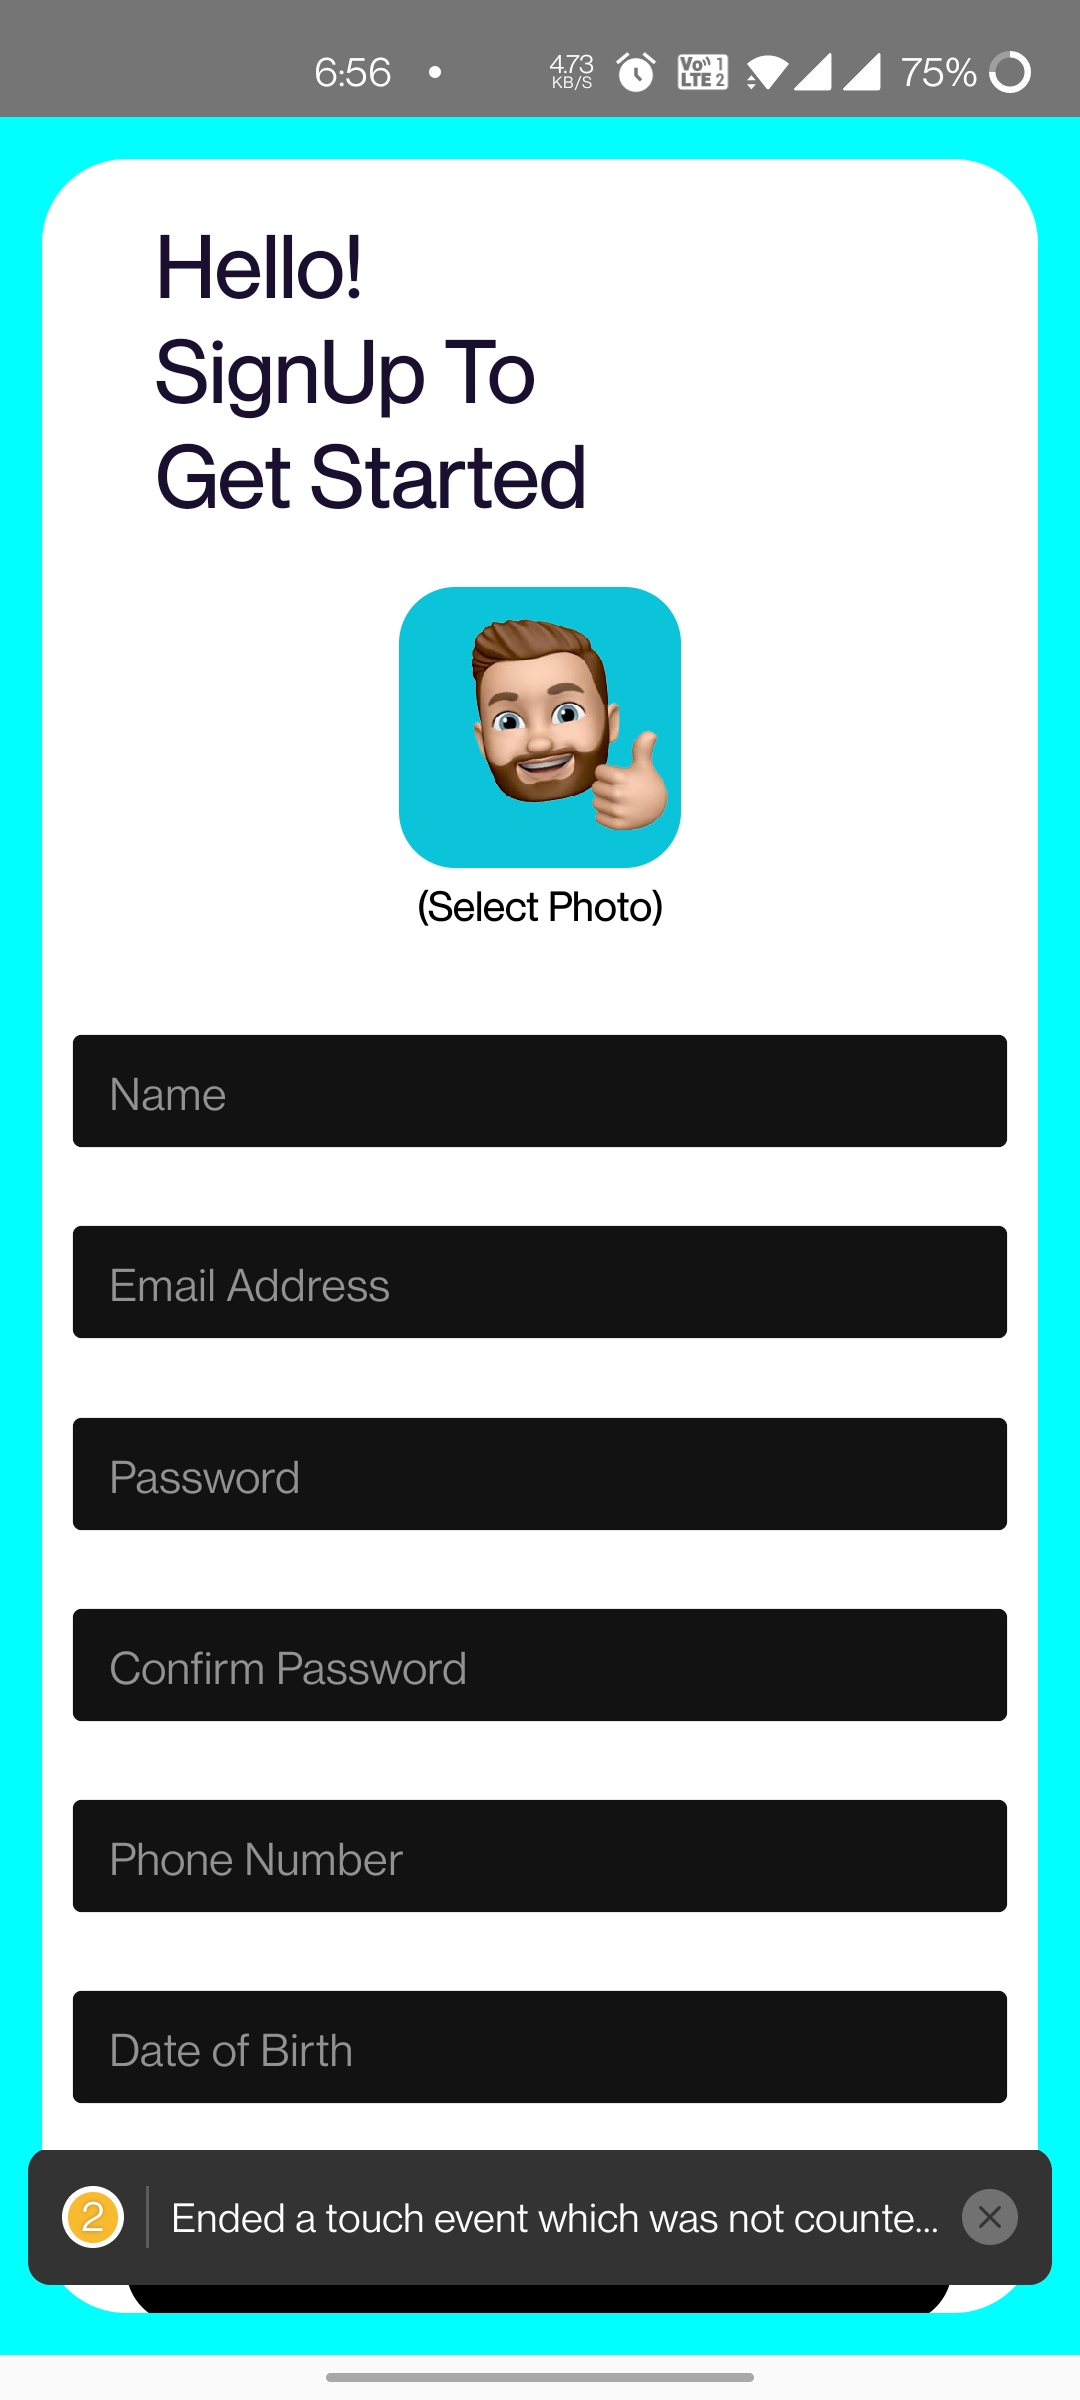 6:56
4.73
KB/S
Vo)) 1
LTE 2
75%
Hello!
SignUp To
Get Started
(Select Photo)
Name
Email Address
Password
Confirm Password
Phone Number
Date of Birth
2
Ended a touch event which was not counte...